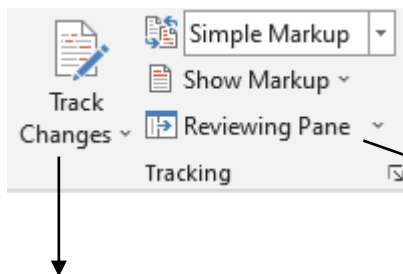 Simple Markup
Show Markup
Track
Changes
Reviewing Pane
Tracking